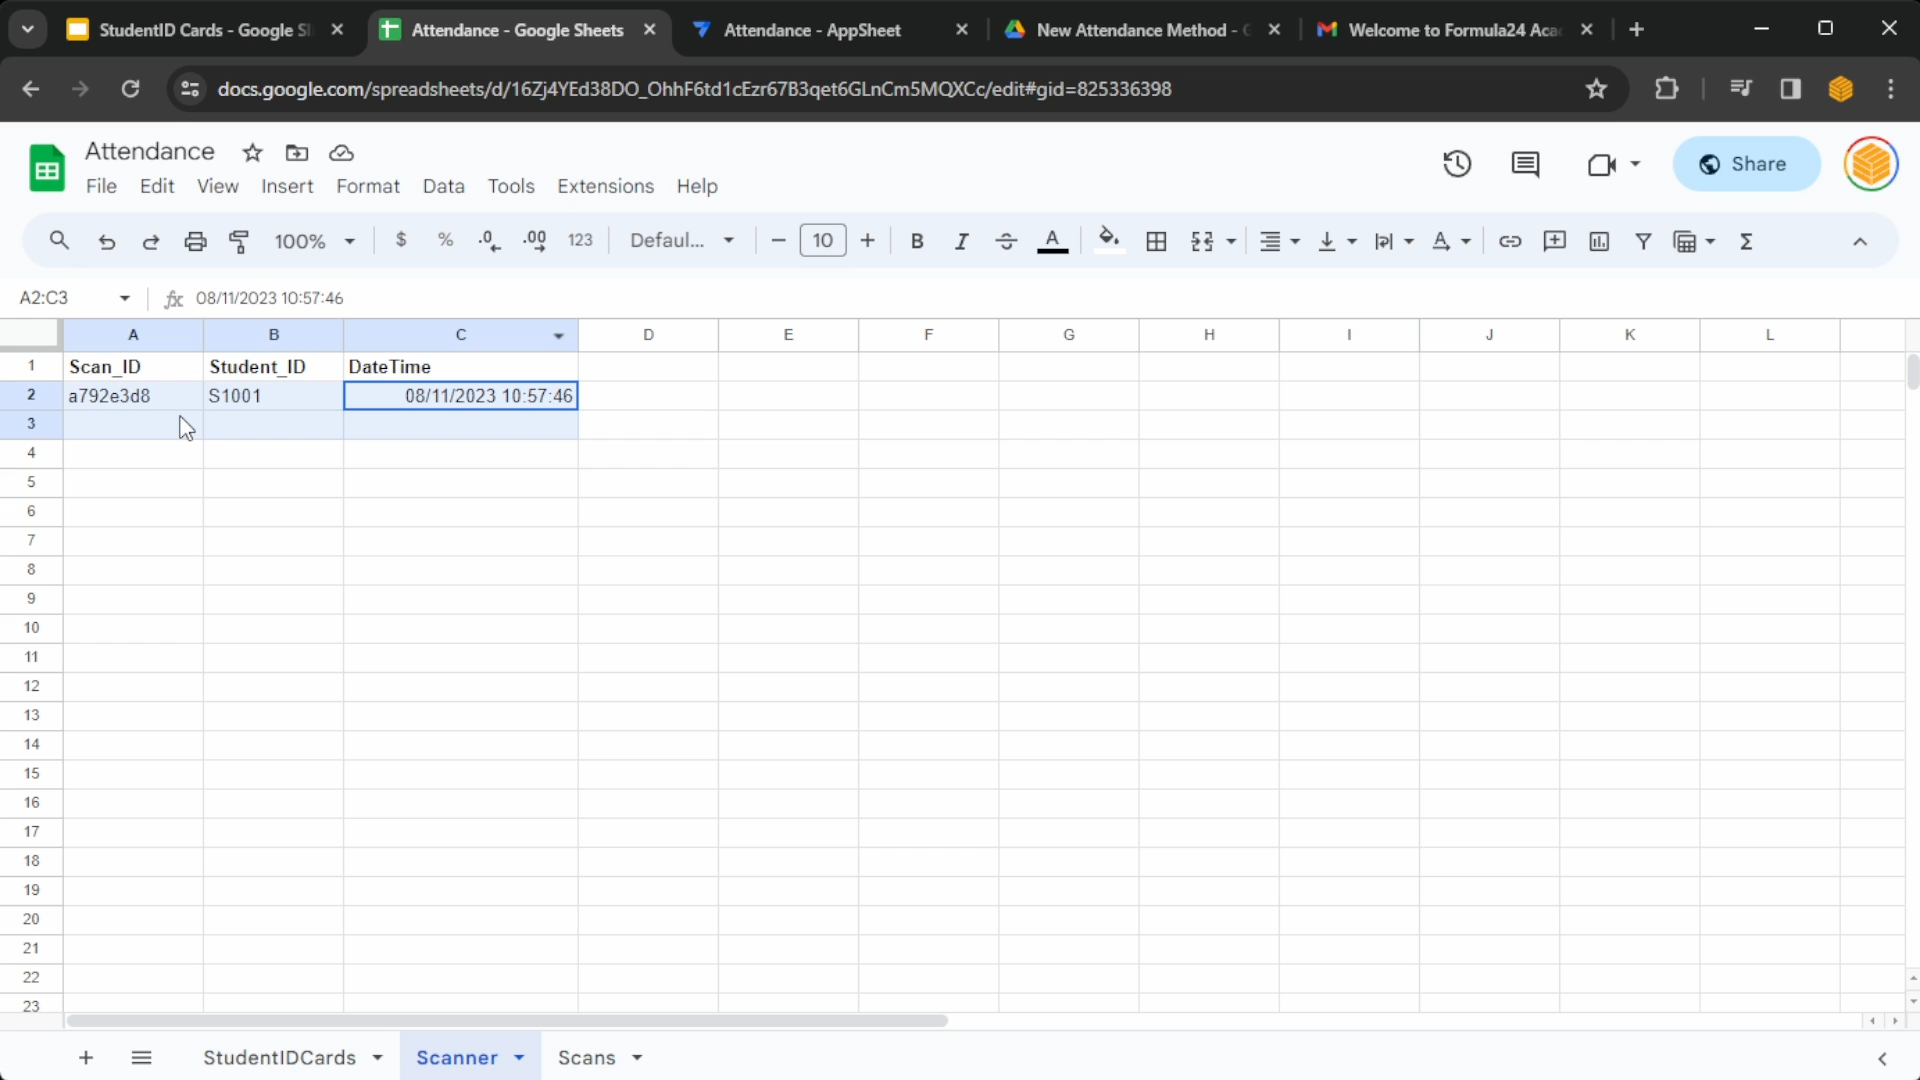 StudentID Cards - Google Sl
Attendance - Google Sheets
Attendance - AppSheet
New Attendance Method - G
Welcome to Formula24 Aca
docs.google.com/spreadsheets/d/16Zj4YEd38DO_OhhF6td1cEzr67B3qet6GLnCm5MQXCc/edit#gid=825336398
Attendance
File Edit View Insert Format Data Tools Extensions Help
Share
100% $ % .0 .00 123 Defaul... 10 B I A A Σ
A2:C3 fx 08/11/2023 10:57:46
A B C D E F G H I J K L
1 Scan_ID Student_ID DateTime
2 a792e3d8 S1001 08/11/2023 10:57:46
3
4
5
6
7
8
9
10
11
12
13
14
15
16
17
18
19
20
21
22
23
StudentIDCards Scanner Scans